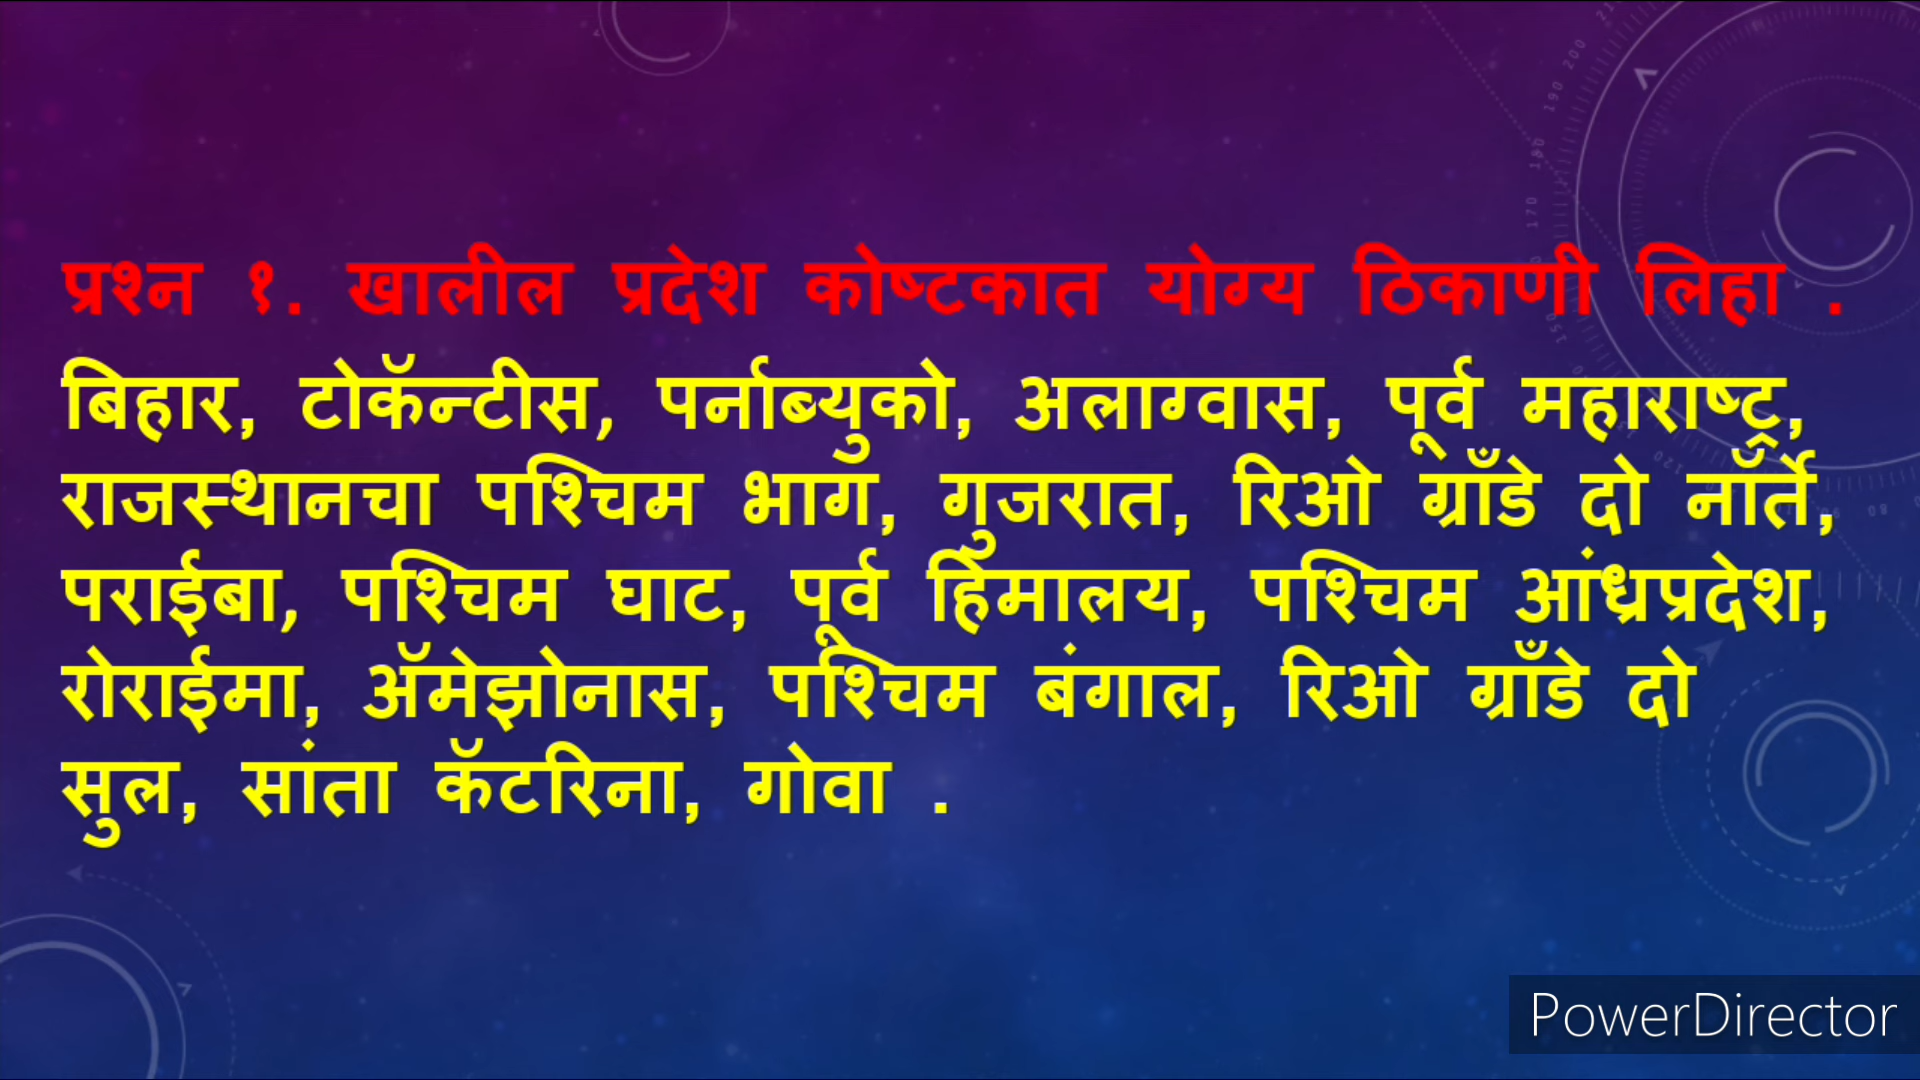 प्रश्न १. खालील प्रदेश कोष्टकात योग्य ठिकाणी लिहा .
बिहार, टोकॅन्टीस, पर्नाब्युको, अलाग्वास, पूर्व महाराष्ट्र,
राजस्थानचा पश्चिम भाग, गुजरात, रिओ ग्राँडे दो नॉर्ते,
पराईबा, पश्चिम घाट, पूर्व हिमालय, पश्चिम आंध्रप्रदेश,
रोराईमा, ॲमेझोनास, पश्चिम बंगाल, रिओ ग्राँडे दो
सुल, सांता कॅटरिना, गोवा .
PowerDirector